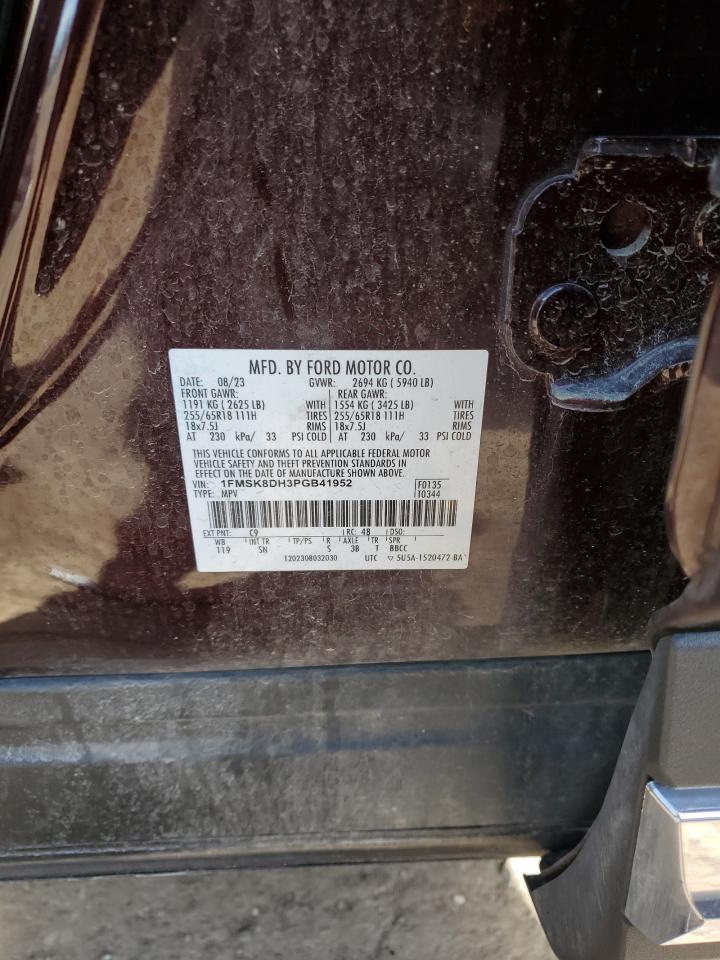 MFD. BY FORD MOTOR CO.
DATE: 08/23 GVWR: 2694 KG ( 5940 LB)
FRONT GAWR: REAR GAWR:
1191 KG ( 2625 LB) WITH 1554 KG ( 3425 LB) WITH
255/65R18 111H TIRES 255/65R18 111H TIRES
18x7.5J RIMS 18x7.5J RIMS
AT 230 kPa/ 33 PSI COLD AT 230 kPa/ 33 PSI COLD
THIS VEHICLE CONFORMS TO ALL APPLICABLE FEDERAL MOTOR
VEHICLE SAFETY AND THEFT PREVENTION STANDARDS IN
EFFECT ON THE DATE OF MANUFACTURE SHOWN ABOVE.
VIN: 1FMSK8DH3PGB41952 F0135
TYPE: MPV T0344
EXT PNT: C9 RC: 48 DSO:
WB INT TR TP/PS R AXLE TR SPR
119 SN S 3B T BBCC
1202308032030 UTC ▽ 5U5A-1520472-BA